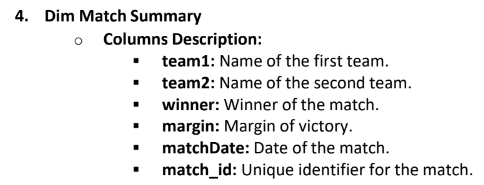 4. Dim Match Summary
o Columns Description:
▪ team1: Name of the first team.
▪ team2: Name of the second team.
▪ winner: Winner of the match.
▪ margin: Margin of victory.
▪ matchDate: Date of the match.
▪ match_id: Unique identifier for the match.